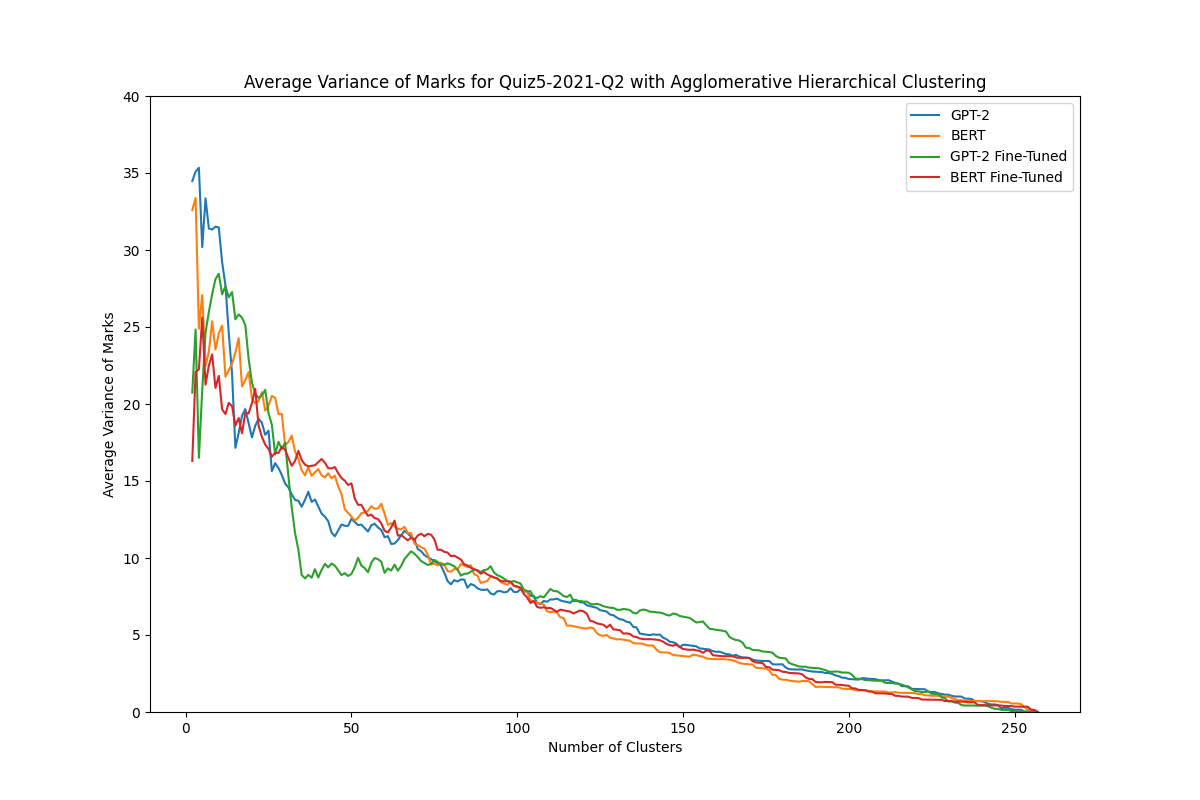 Average Variance of Marks for Quiz5-2021-Q2 with Agglomerative Hierarchical Clustering
GPT-2
BERT
GPT-2 Fine-Tuned
BERT Fine-Tuned
Average Variance of Marks
40
35
30
25
20
15
10
5
0
0 50 100 150 200 250
Number of Clusters